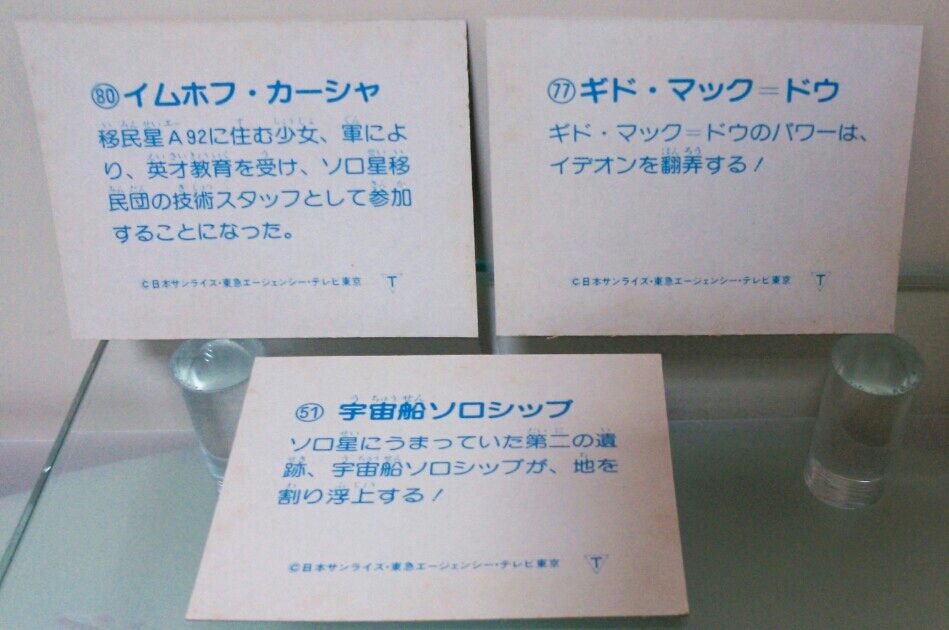 80 イムホフ・カーシャ
移民星A92に住む少女、軍によ
り、英才教育を受け、ソロ星移
民団の技術スタッフとして参加
することになった。
©日本サンライズ・東急エージェンシー・テレビ東京 T
77 ギド・マック=ドウ
ギド・マック=ドウのパワーは、
イデオンを翻弄する!
©日本サンライズ・東急エージェンシー・テレビ東京 T
51 宇宙船ソロシップ
ソロ星にうまっていた第二の遺
跡、宇宙船ソロシップが、地を
割り浮上する!
©日本サンライズ・東急エージェンシー・テレビ東京 T